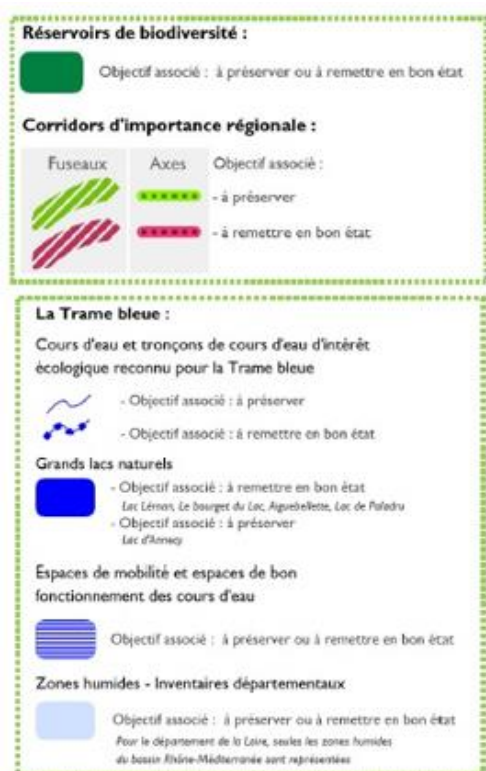 Réservoirs de biodiversité :
Objectif associé : à préserver ou à remettre en bon état
Corridors d'importance régionale :
Fuseaux Axes Objectif associé :
- à préserver
- à remettre en bon état
La Trame bleue :
Cours d'eau et tronçons de cours d'eau d'intérêt
écologique reconnu pour la Trame bleue
- Objectif associé : à préserver
- Objectif associé : à remettre en bon état
Grands lacs naturels
- Objectif associé : à remettre en bon état
Lac Léman, Le bourget du Lac, Aiguebellette, Lac de Paladru
- Objectif associé : à préserver
Lac d'Annecy
Espaces de mobilité et espaces de bon
fonctionnement des cours d'eau
Objectif associé : à préserver ou à remettre en bon état
Zones humides - Inventaires départementaux
Objectif associé : à préserver ou à remettre en bon état
Pour le département de la Loire, seules les zones humides
du bassin Rhône-Méditerranée sont représentées